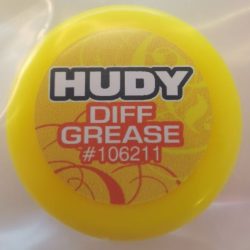 HUDY
DIFF
GREASE
#106211